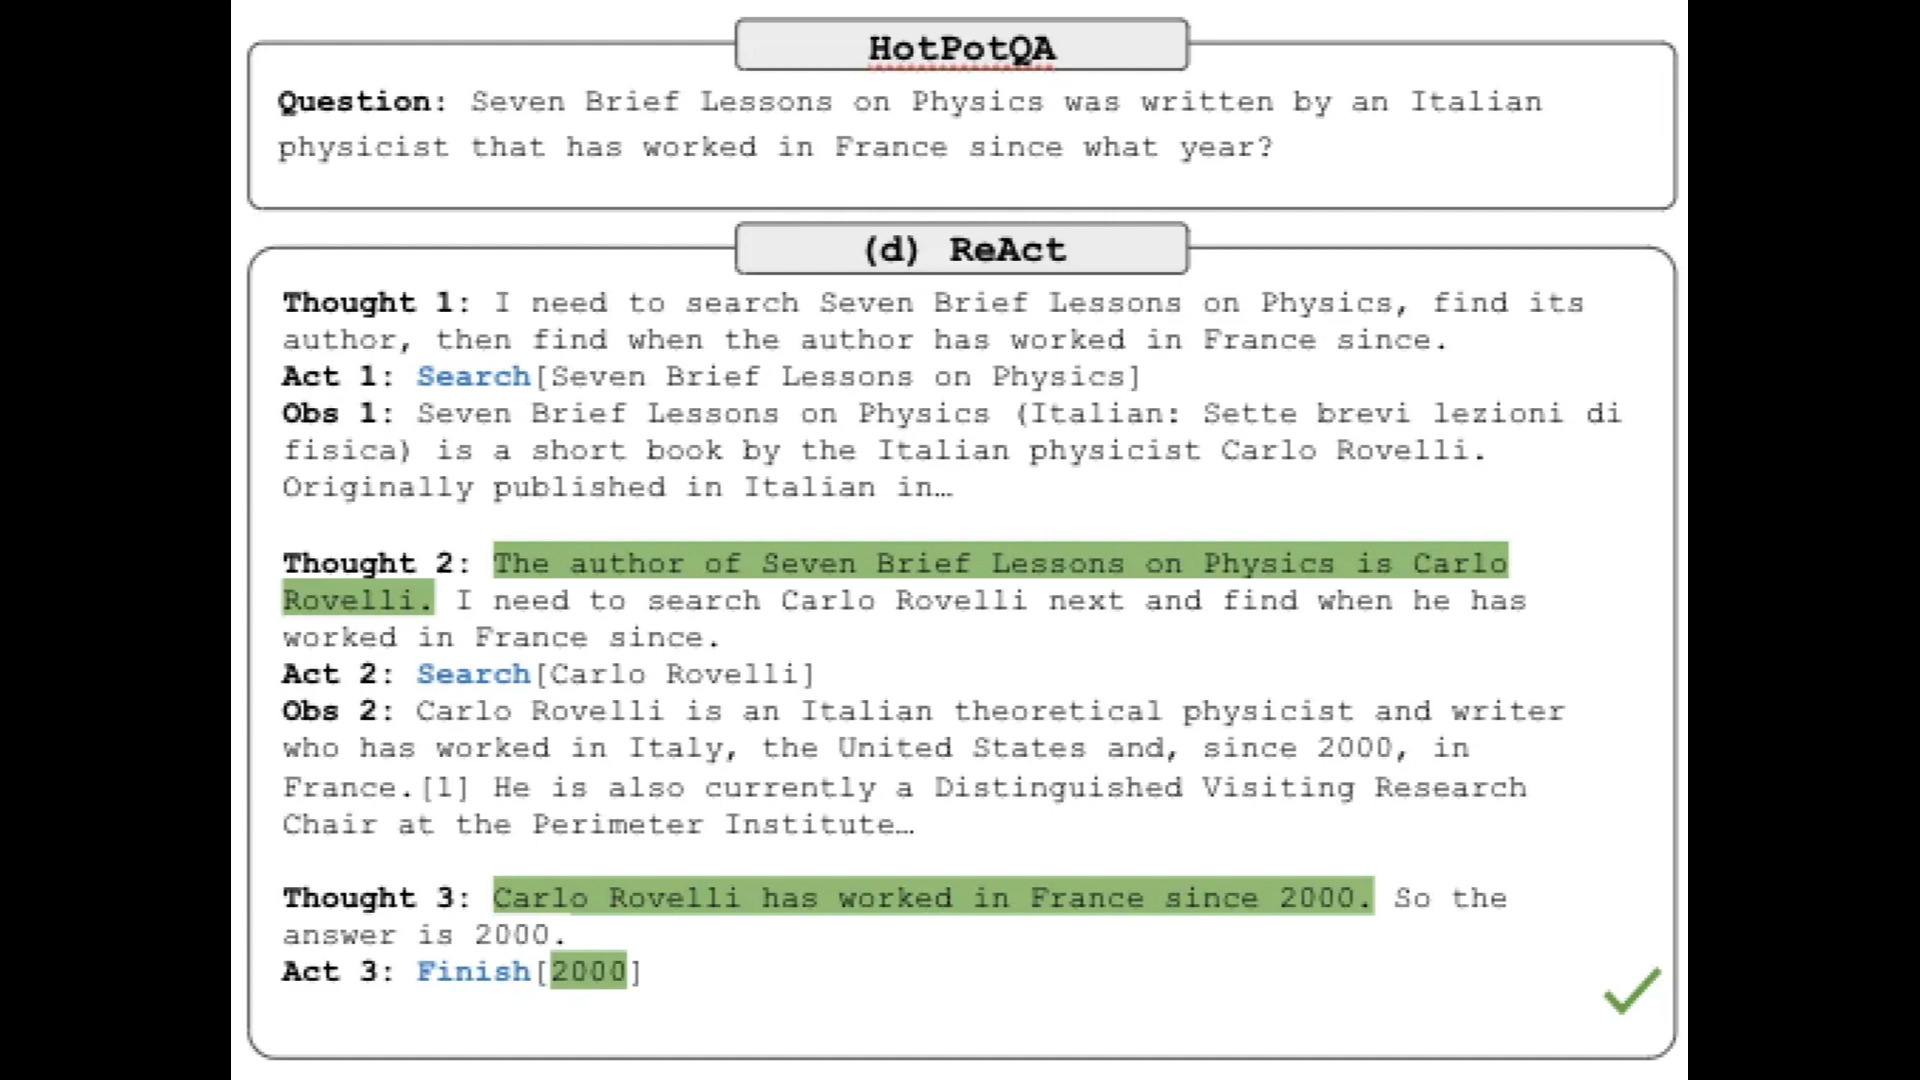 HotPotQA
Question: Seven Brief Lessons on Physics was written by an Italian
physicist that has worked in France since what year?
(d) ReAct
Thought 1: I need to search Seven Brief Lessons on Physics, find its
author, then find when the author has worked in France since.
Act 1: Search[Seven Brief Lessons on Physics]
Obs 1: Seven Brief Lessons on Physics (Italian: Sette brevi lezioni di
fisica) is a short book by the Italian physicist Carlo Rovelli.
Originally published in Italian in…
Thought 2: The author of Seven Brief Lessons on Physics is Carlo
Rovelli. I need to search Carlo Rovelli next and find when he has
worked in France since.
Act 2: Search[Carlo Rovelli]
Obs 2: Carlo Rovelli is an Italian theoretical physicist and writer
who has worked in Italy, the United States and, since 2000, in
France.[1] He is also currently a Distinguished Visiting Research
Chair at the Perimeter Institute…
Thought 3: Carlo Rovelli has worked in France since 2000. So the
answer is 2000.
Act 3: Finish[2000]